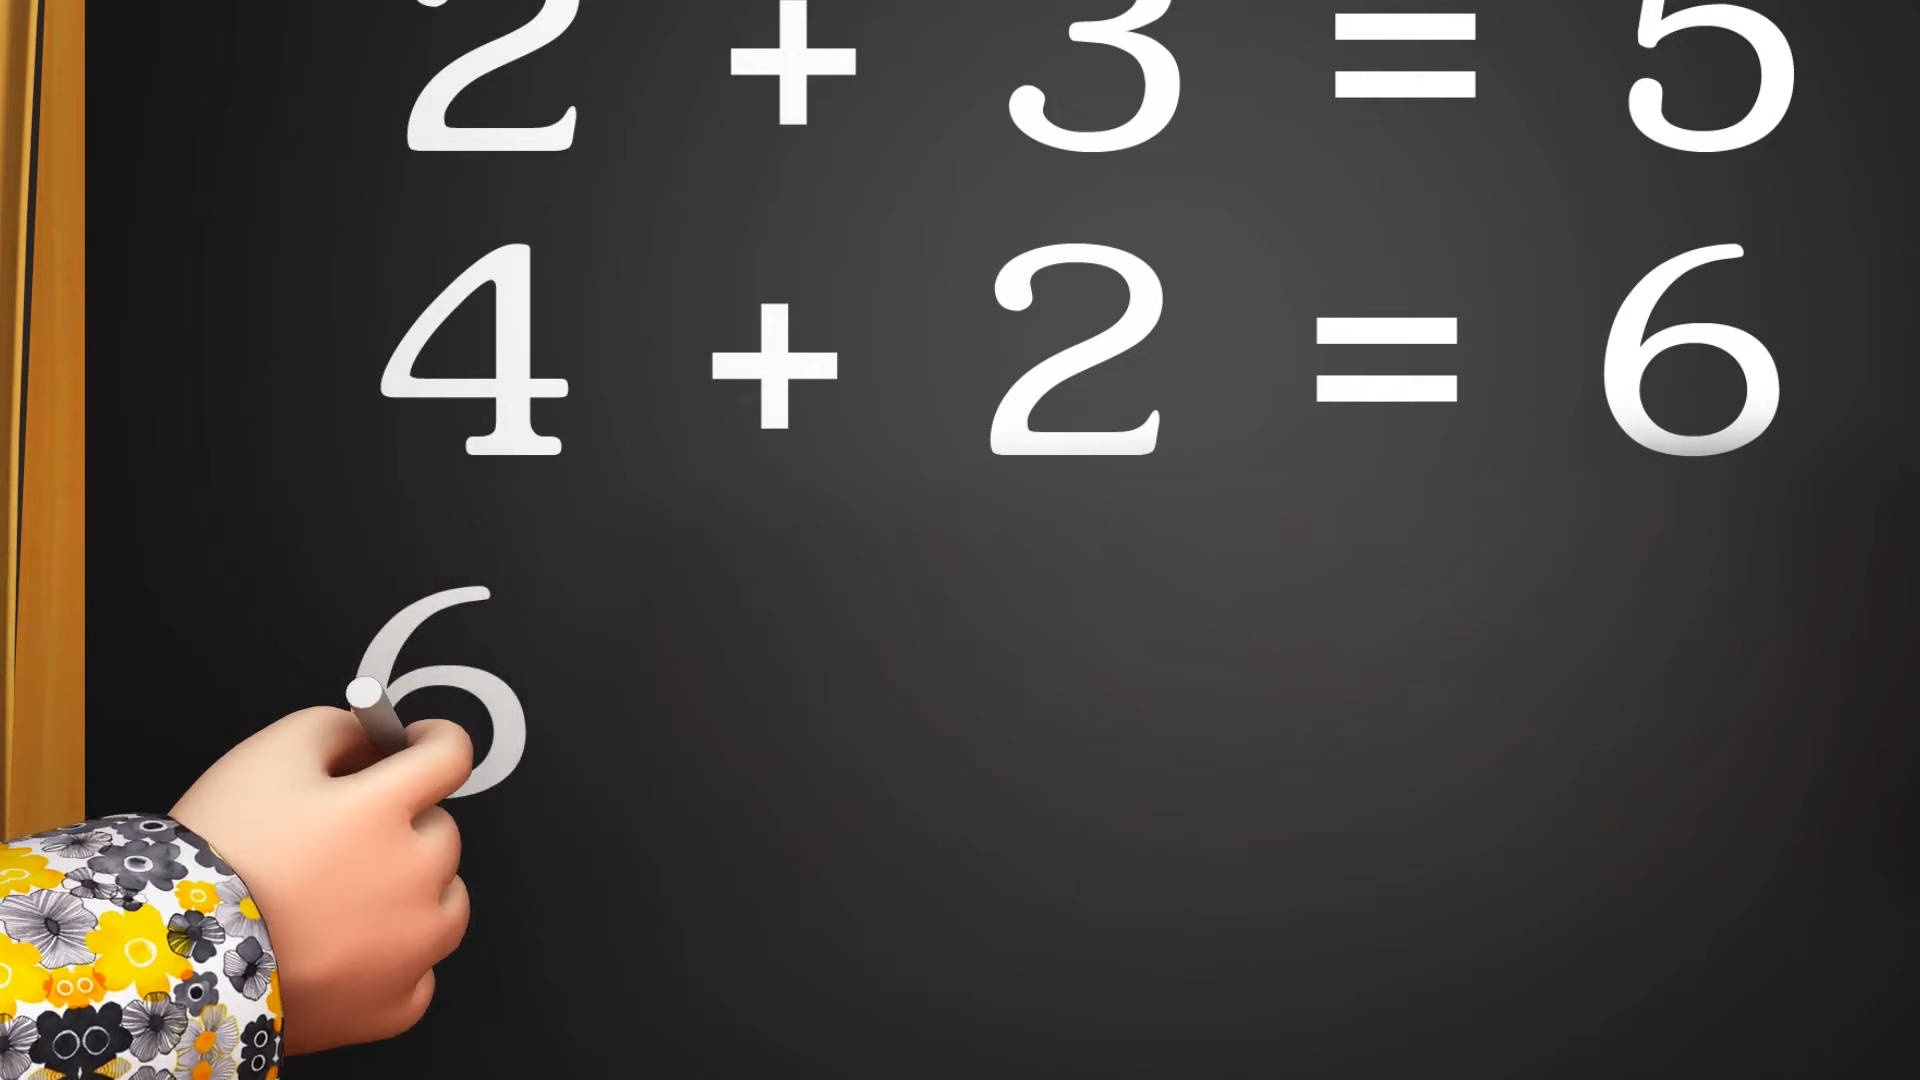 2 + 3 = 5
4 + 2 = 6
6